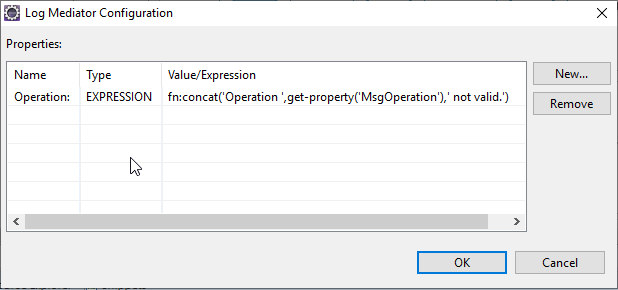 Log Mediator Configuration
Properties:
Name Type Value/Expression
Operation: EXPRESSION fn:concat('Operation ',get-property('MsgOperation'),' not valid.')
New...
Remove
OK Cancel